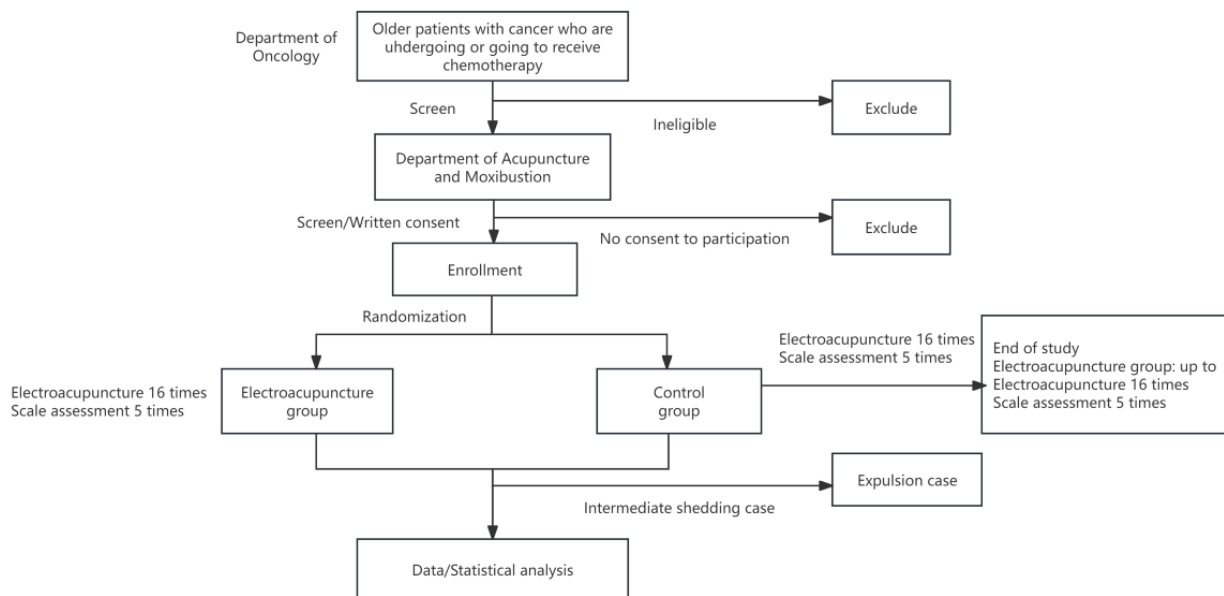 Department of
Oncology
Older patients with cancer who are
uhdergoing or going to receive
chemotherapy
Screen
Ineligible
Exclude
Department of Acupuncture
and Moxibustion
Screen/Written consent
No consent to participation
Exclude
Enrollment
Randomization
Electroacupuncture 16 times
Scale assessment 5 times
Electroacupuncture
group
Control
group
Electroacupuncture 16 times
Scale assessment 5 times
End of study
Electroacupuncture group: up to
Electroacupuncture 16 times
Scale assessment 5 times
Intermediate shedding case
Expulsion case
Data/Statistical analysis